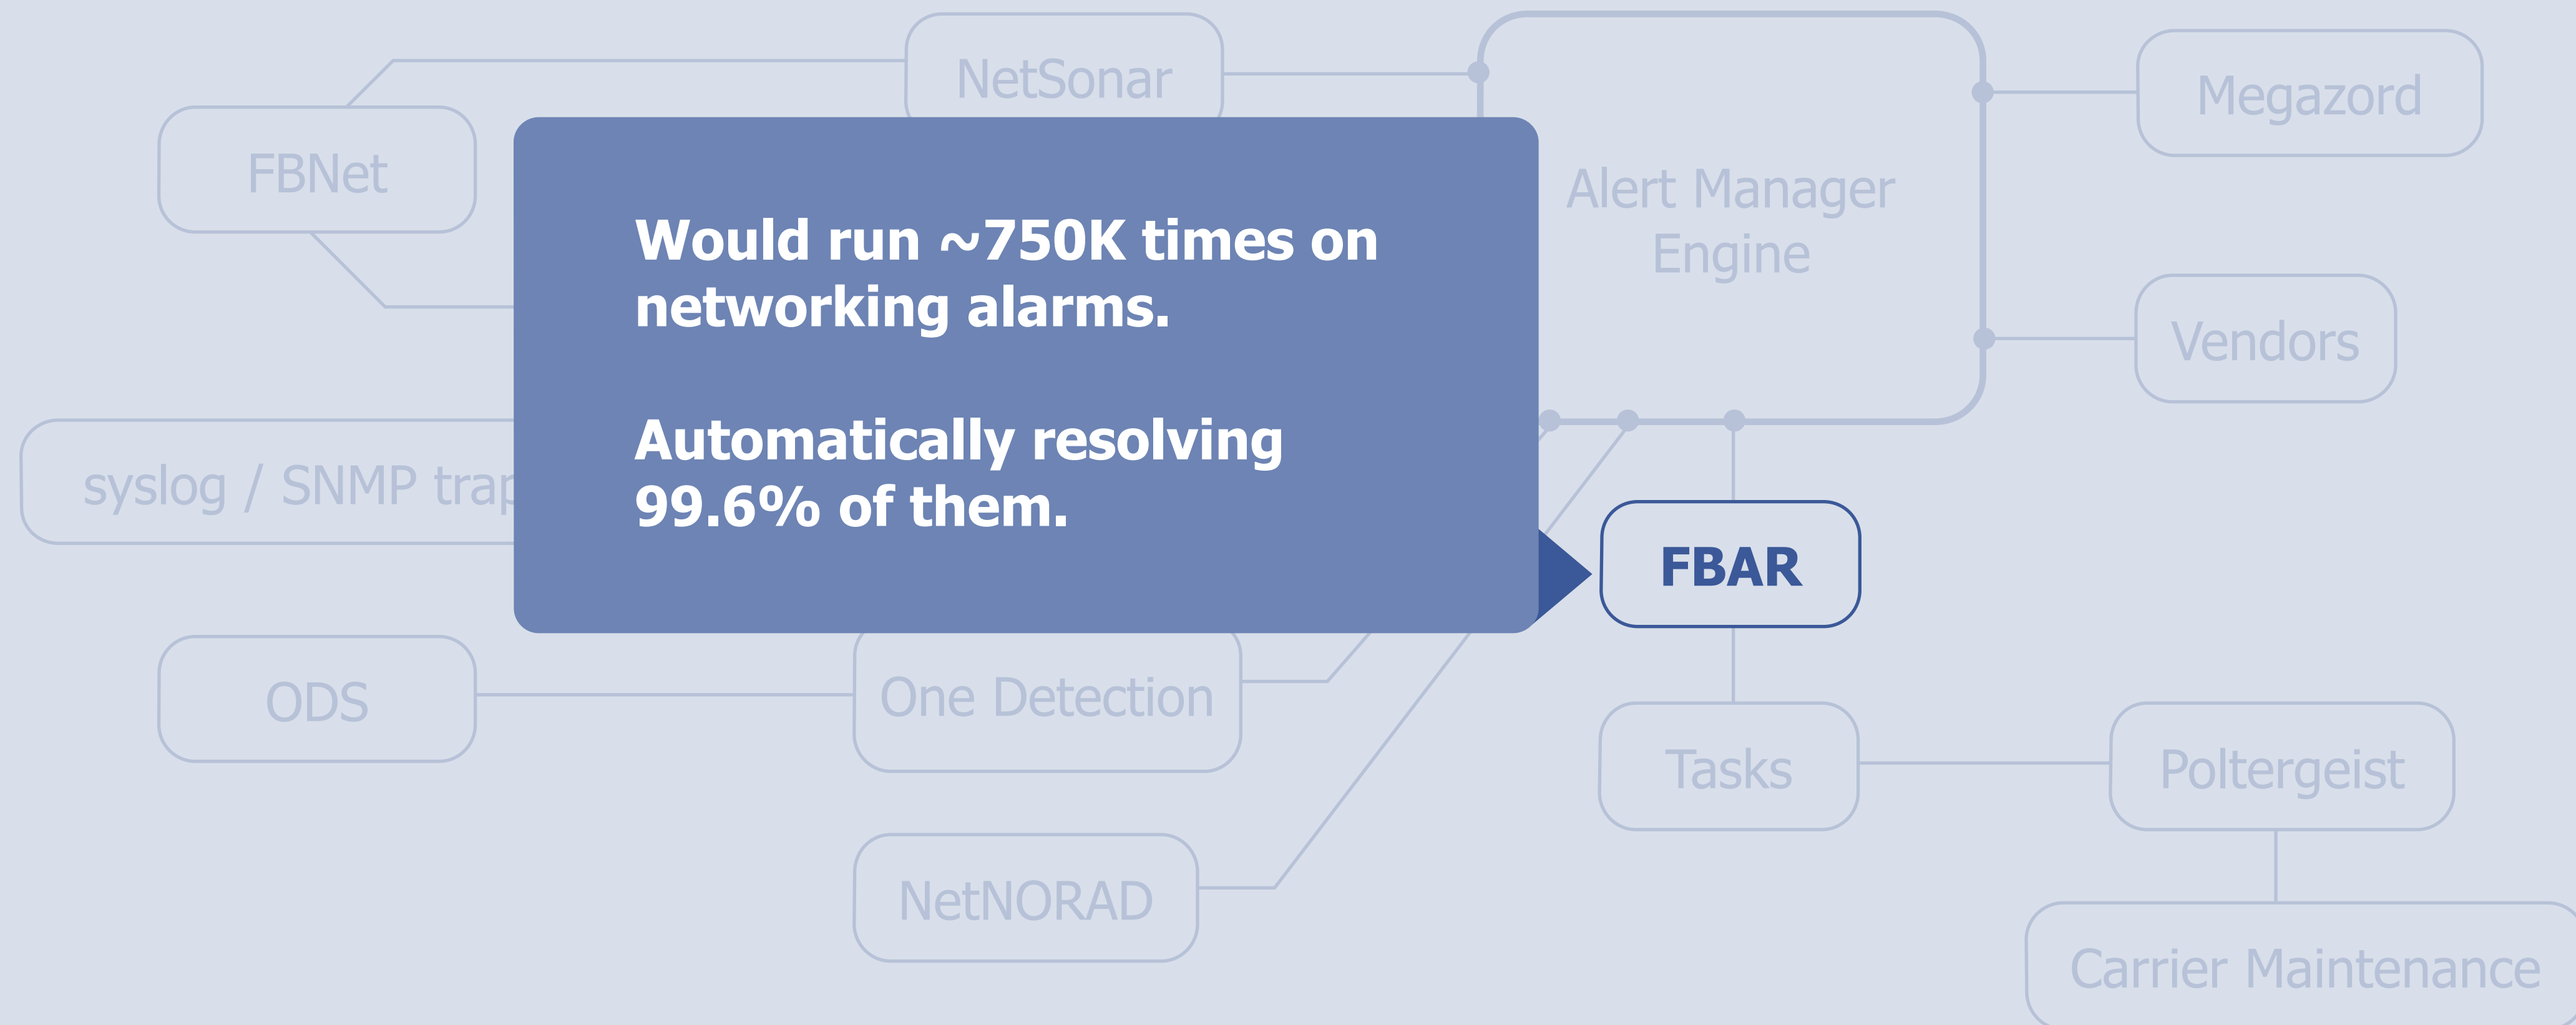 NetSonar
Megazord
FBNet
Alert Manager
Engine
Would run ~750K times on
networking alarms.
Automatically resolving
99.6% of them.
Vendors
syslog / SNMP trap
FBAR
ODS
One Detection
Tasks
Poltergeist
NetNORAD
Carrier Maintenance